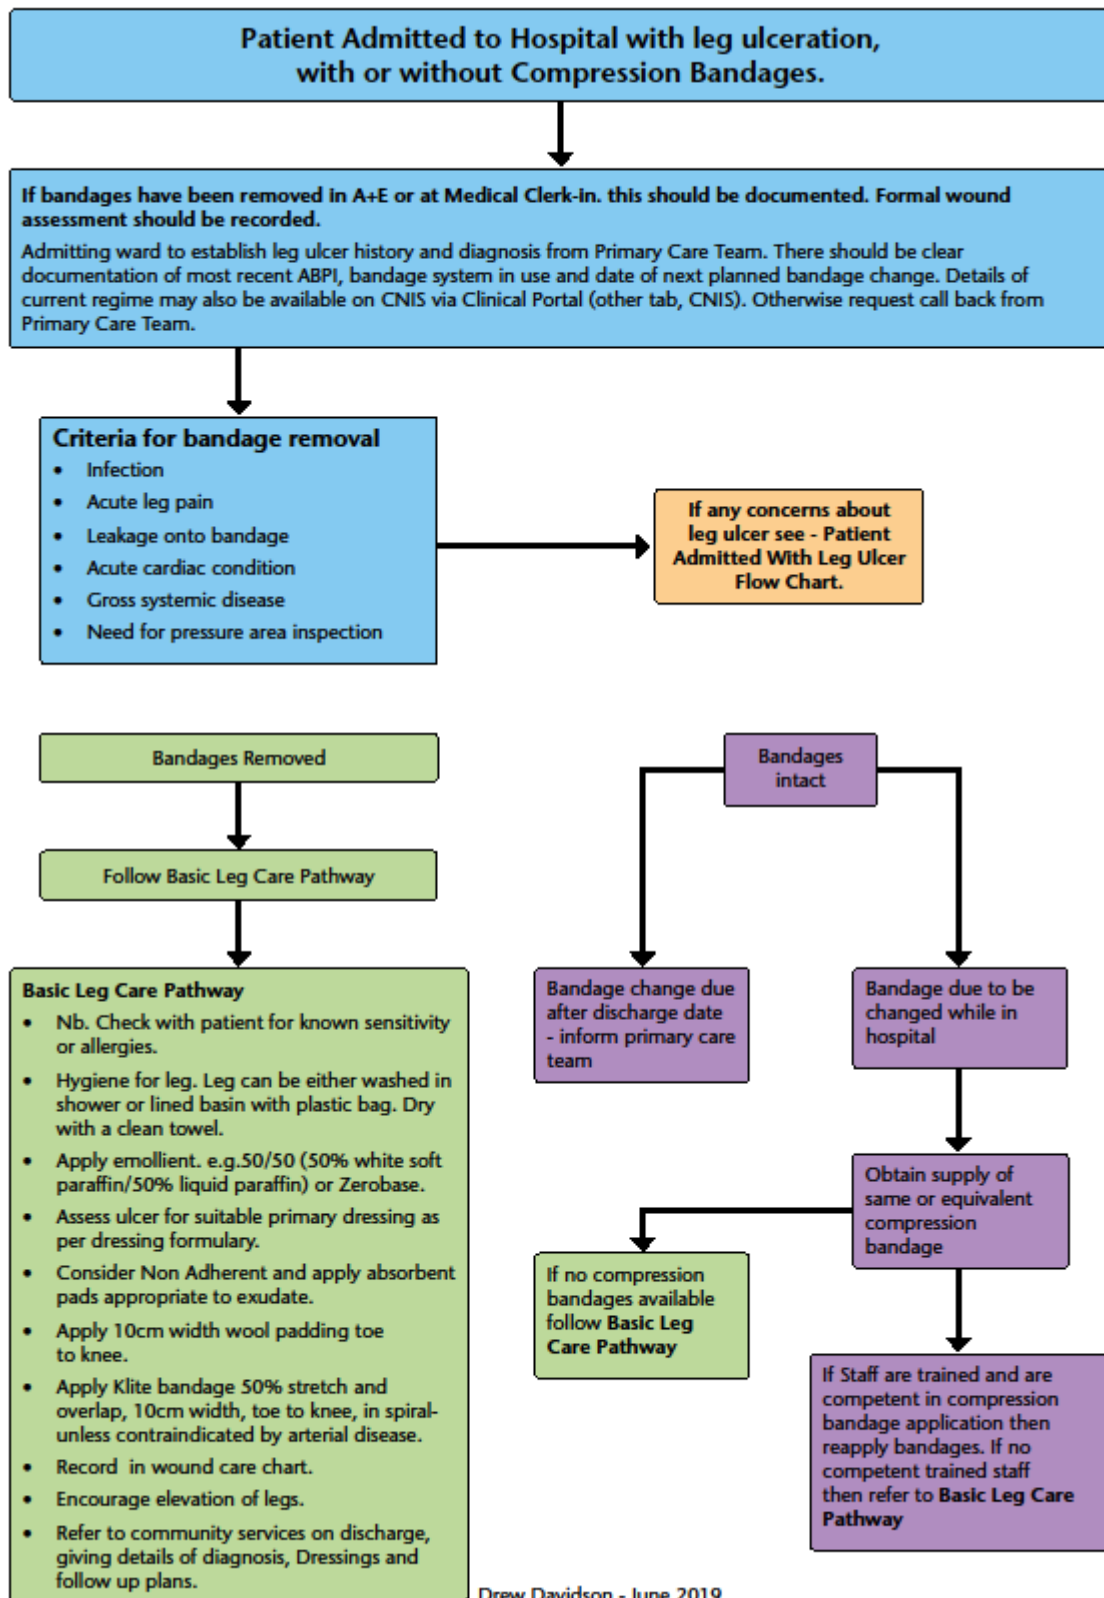 Patient Admitted to Hospital with leg ulceration,
with or without Compression Bandages.
If bandages have been removed in A+E or at Medical Clerk-in. this should be documented. Formal wound
assessment should be recorded.
Admitting ward to establish leg ulcer history and diagnosis from Primary Care Team. There should be clear
documentation of most recent ABPI, bandage system in use and date of next planned bandage change. Details of
current regime may also be available on CNIS via Clinical Portal (other tab, CNIS). Otherwise request call back from
Primary Care Team.
Criteria for bandage removal
• Infection
• Acute leg pain
• Leakage onto bandage
• Acute cardiac condition
• Gross systemic disease
• Need for pressure area inspection
If any concerns about
leg ulcer see - Patient
Admitted With Leg Ulcer
Flow Chart.
Bandages Removed
Follow Basic Leg Care Pathway
Basic Leg Care Pathway
• Nb. Check with patient for known sensitivity
or allergies.
• Hygiene for leg. Leg can be either washed in
shower or lined basin with plastic bag. Dry
with a clean towel.
• Apply emollient. e.g.50/50 (50% white soft
paraffin/50% liquid paraffin) or Zerobase.
• Assess ulcer for suitable primary dressing as
per dressing formulary.
• Consider Non Adherent and apply absorbent
pads appropriate to exudate.
• Apply 10cm width wool padding toe
to knee.
• Apply Klite bandage 50% stretch and
overlap, 10cm width, toe to knee, in spiral-
unless contraindicated by arterial disease.
• Record in wound care chart.
• Encourage elevation of legs.
• Refer to community services on discharge,
giving details of diagnosis, Dressings and
follow up plans.
Bandages
intact
Bandage change due
after discharge date
- inform primary care
team
Bandage due to be
changed while in
hospital
Obtain supply of
same or equivalent
compression
bandage
If no compression
bandages available
follow Basic Leg
Care Pathway
If Staff are trained and are
competent in compression
bandage application then
reapply bandages. If no
competent trained staff
then refer to Basic Leg Care
Pathway
Drew Davidson - June 2019